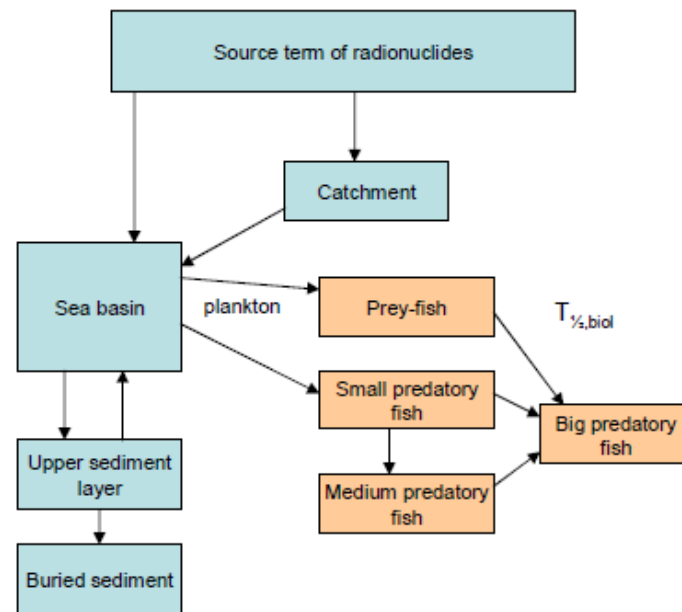 Source term of radionuclides
Catchment
Sea basin
plankton
Prey-fish
T½,biol
Small predatory
fish
Big predatory
fish
Upper sediment
layer
Medium predatory
fish
Buried sediment